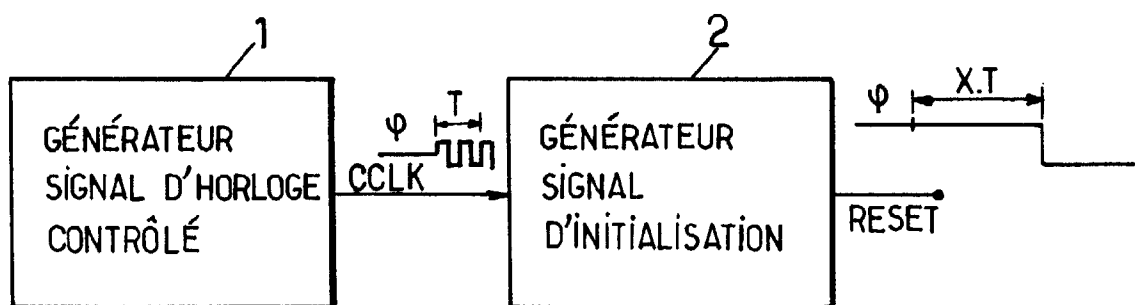 1
2
GÉNÉRATEUR
SIGNAL D'HORLOGE
CONTRÔLÉ
φ
T
CCLK
GÉNÉRATEUR
SIGNAL
D'INITIALISATION
φ
X.T
RESET